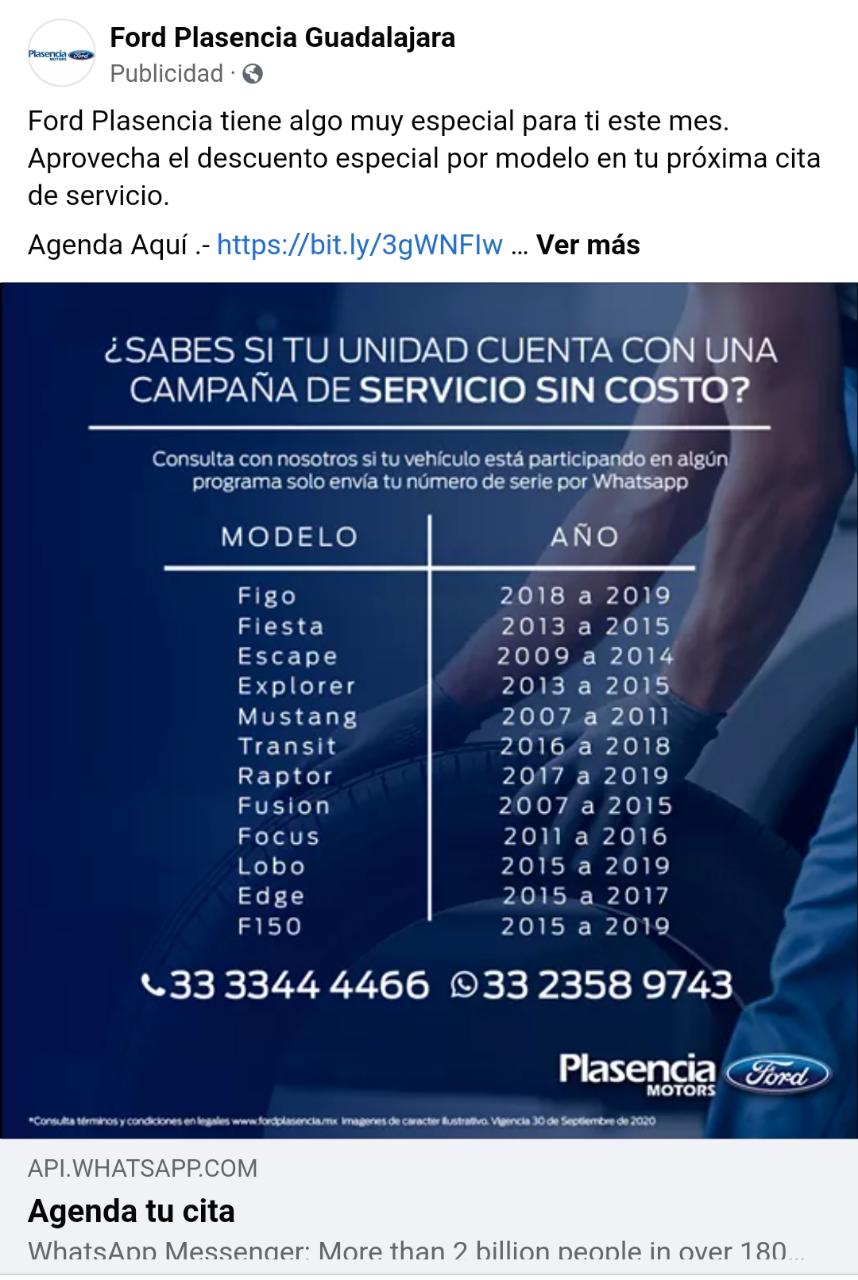 Plasencia Ford
MOTORS
Ford Plasencia Guadalajara
Publicidad ·
Ford Plasencia tiene algo muy especial para ti este mes.
Aprovecha el descuento especial por modelo en tu próxima cita
de servicio.
Agenda Aquí .- https://bit.ly/3gWNFIw ... Ver más
¿SABES SI TU UNIDAD CUENTA CON UNA
CAMPAÑA DE SERVICIO SIN COSTO?
Consulta con nosotros si tu vehículo está participando en algún
programa solo envía tu número de serie por Whatsapp
MODELO AÑO
Figo 2018 a 2019
Fiesta 2013 a 2015
Escape 2009 a 2014
Explorer 2013 a 2015
Mustang 2007 a 2011
Transit 2016 a 2018
Raptor 2017 a 2019
Fusion 2007 a 2015
Focus 2011 a 2016
Lobo 2015 a 2019
Edge 2015 a 2017
F150 2015 a 2019
33 3344 4466 33 2358 9743
Plasencia Ford
MOTORS
*Consulta términos y condiciones en legales www.fordplasencia.mx Imagenes de caracter ilustrativo. Vigencia 30 de Septiembre de 2020
API.WHATSAPP.COM
Agenda tu cita
WhatsApp Messenger: More than 2 billion people in over 180...